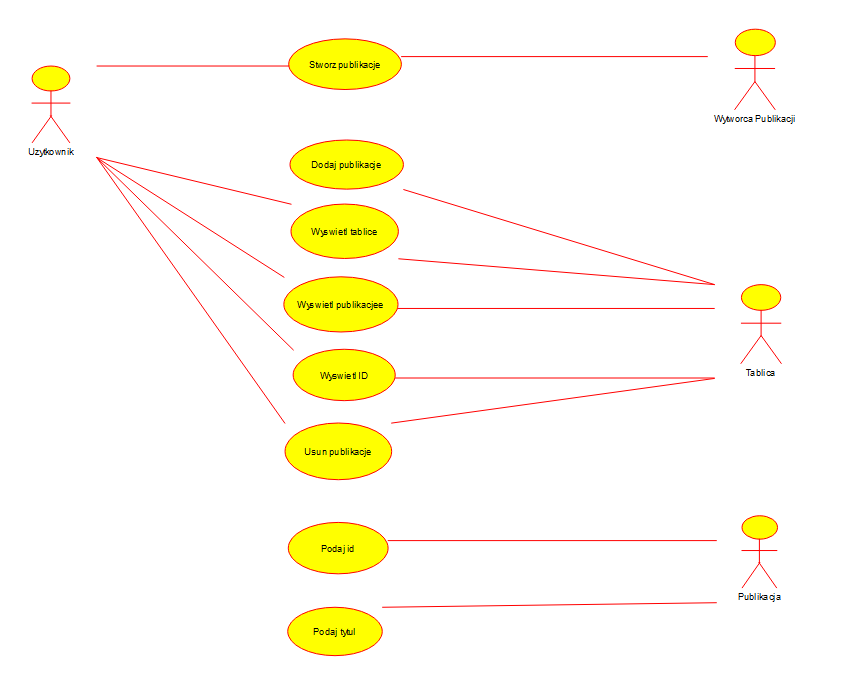 Stworz publikacje
Wytworca Publikacji
Uzytkownik
Dodaj publikacje
Wyswietl tablice
Wyswietl publikacjee
Wyswietl ID
Tablica
Usun publikacje
Podaj id
Publikacja
Podaj tytul